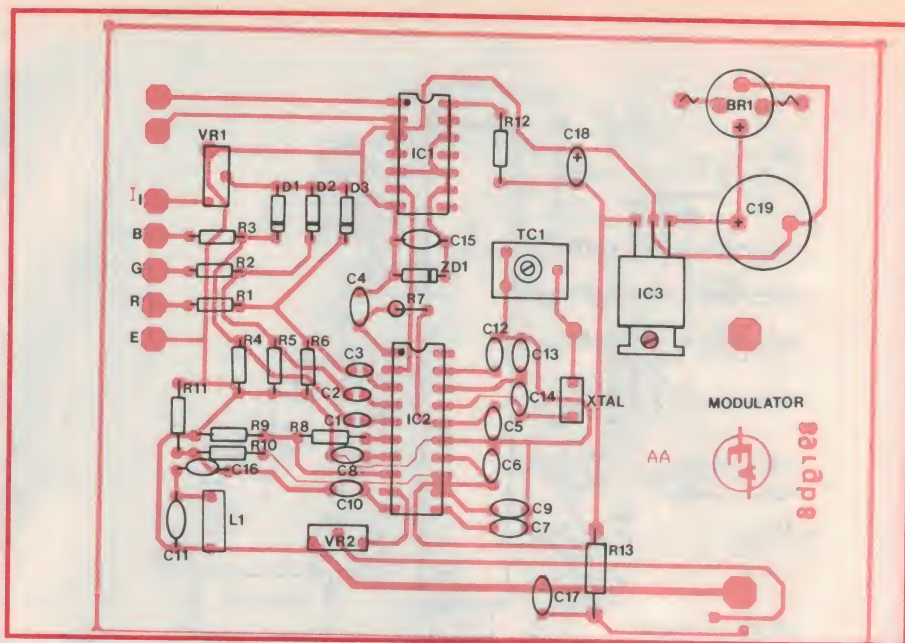 BR1
R12
C18
VR1
IC1
C19
I I
D1 D2 D3
B R3
C15
TC1
G R2
C4
ZD1
IC3
R R1
R7
E
C12
R4 R5 R6
C3
C13
R11
C2
C14
XTAL
MODULATOR
IC2
C1
C5
R9 R8
R10
AA
C16
C8
C6
C10
C9
L1
C7
VR2
C11
R13
C17